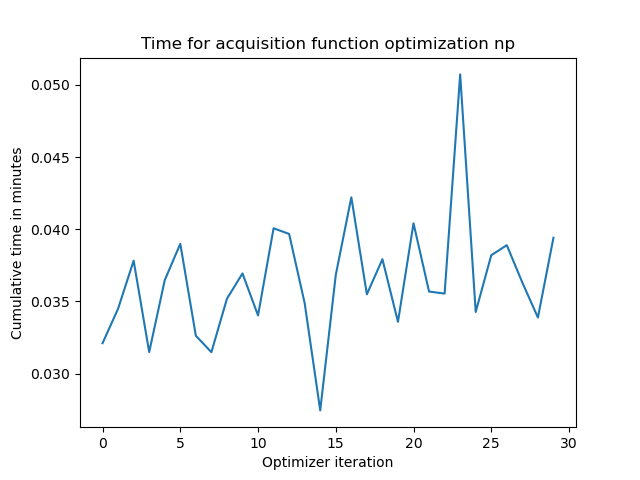 Time for acquisition function optimization np
Cumulative time in minutes
0.050
0.045
0.040
0.035
0.030
0 5 10 15 20 25 30
Optimizer iteration